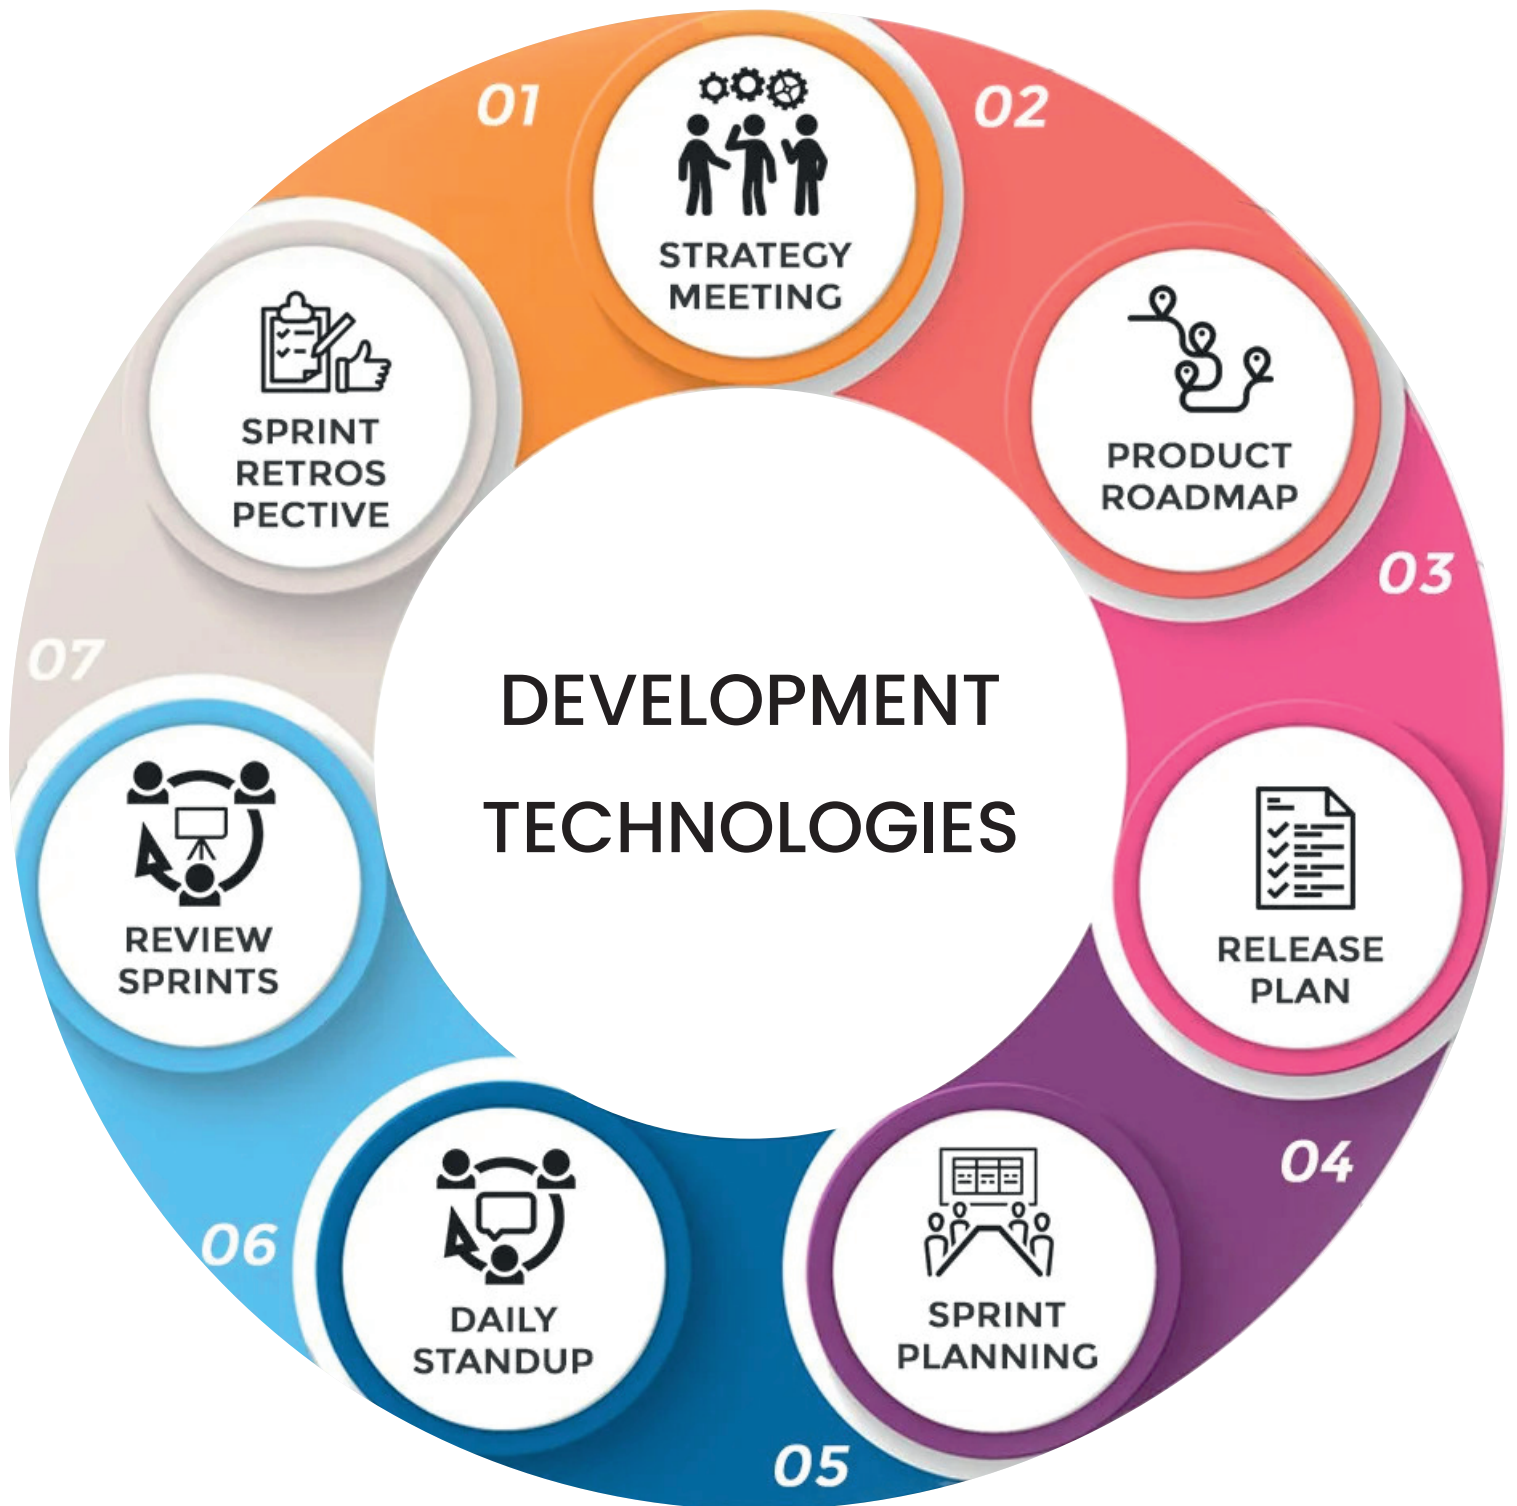 01
STRATEGY
MEETING
02
PRODUCT
ROADMAP
03
RELEASE
PLAN
04
SPRINT
PLANNING
05
DAILY
STANDUP
06
REVIEW
SPRINTS
07
SPRINT
RETROS
PECTIVE
DEVELOPMENT
TECHNOLOGIES